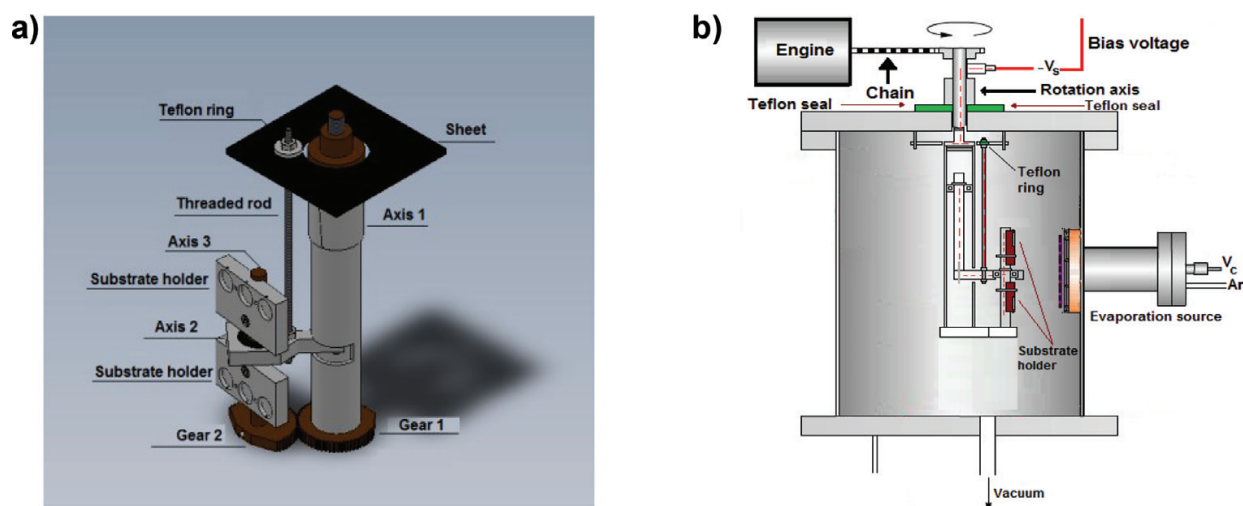 a)
Teflon ring
Sheet
Threaded rod
Axis 1
Axis 3
Substrate holder
Axis 2
Substrate holder
Gear 2
Gear 1
b)
Engine
Bias voltage
-Vs
Chain
Rotation axis
Teflon seal
Teflon seal
Teflon
ring
Vc
Ar
Evaporation source
Substrate
holder
Vacuum